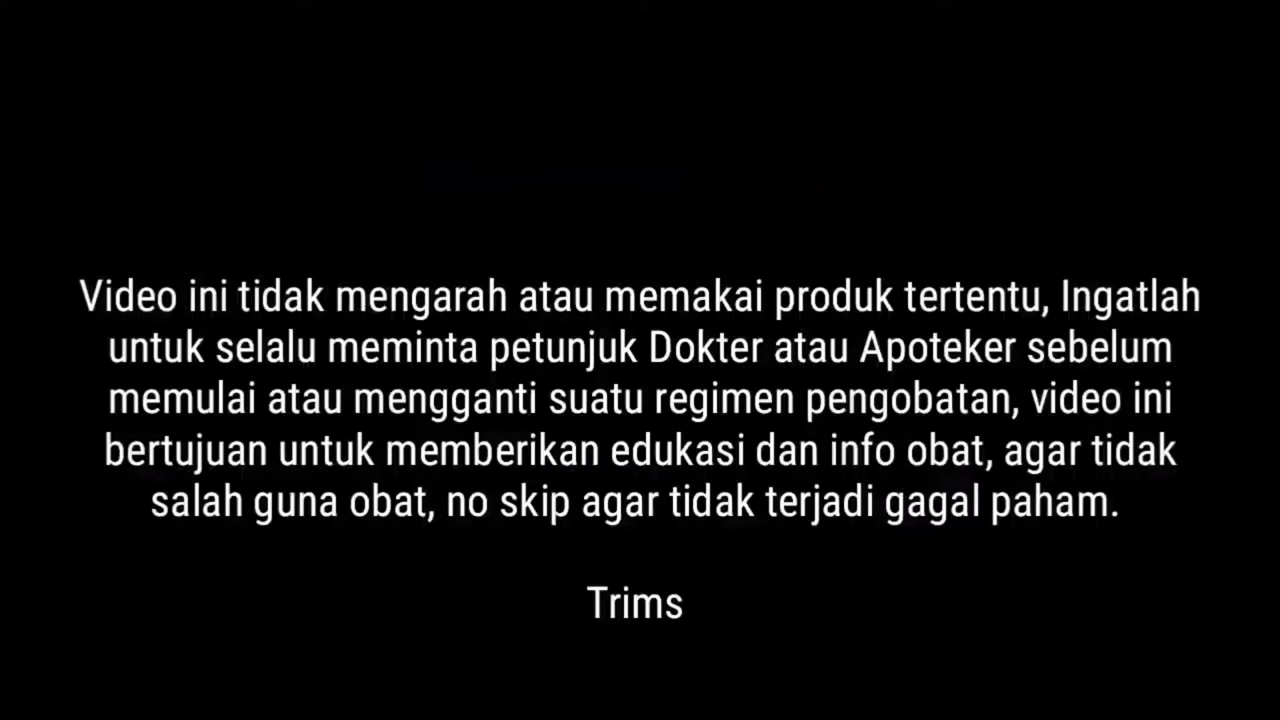 Video ini tidak mengarah atau memakai produk tertentu, Ingatlah
untuk selalu meminta petunjuk Dokter atau Apoteker sebelum
memulai atau mengganti suatu regimen pengobatan, video ini
bertujuan untuk memberikan edukasi dan info obat, agar tidak
salah guna obat, no skip agar tidak terjadi gagal paham.
Trims